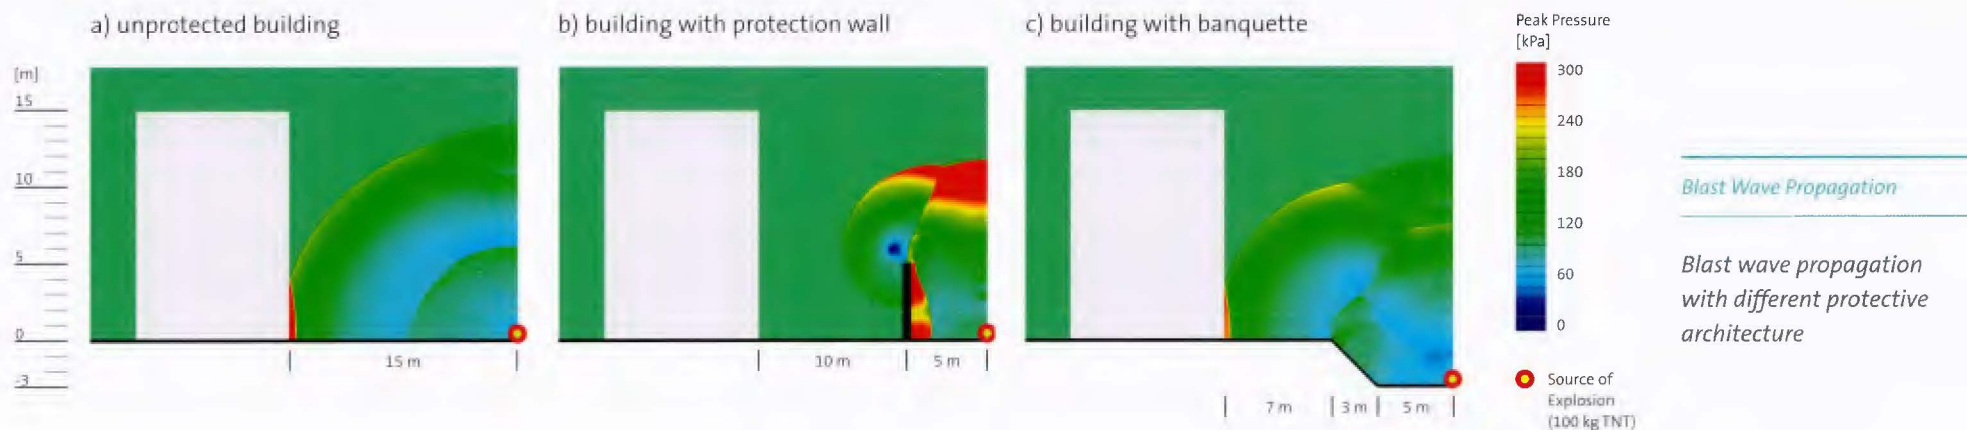 a) unprotected building
b) building with protection wall
c) building with banquette
Peak Pressure
[kPa]
[m]
15
10
5
0
-3
15 m
10 m
5 m
7 m
3 m
5 m
300
240
180
120
60
0
Source of
Explosion
(100 kg TNT)
Blast Wave Propagation
Blast wave propagation
with different protective
architecture